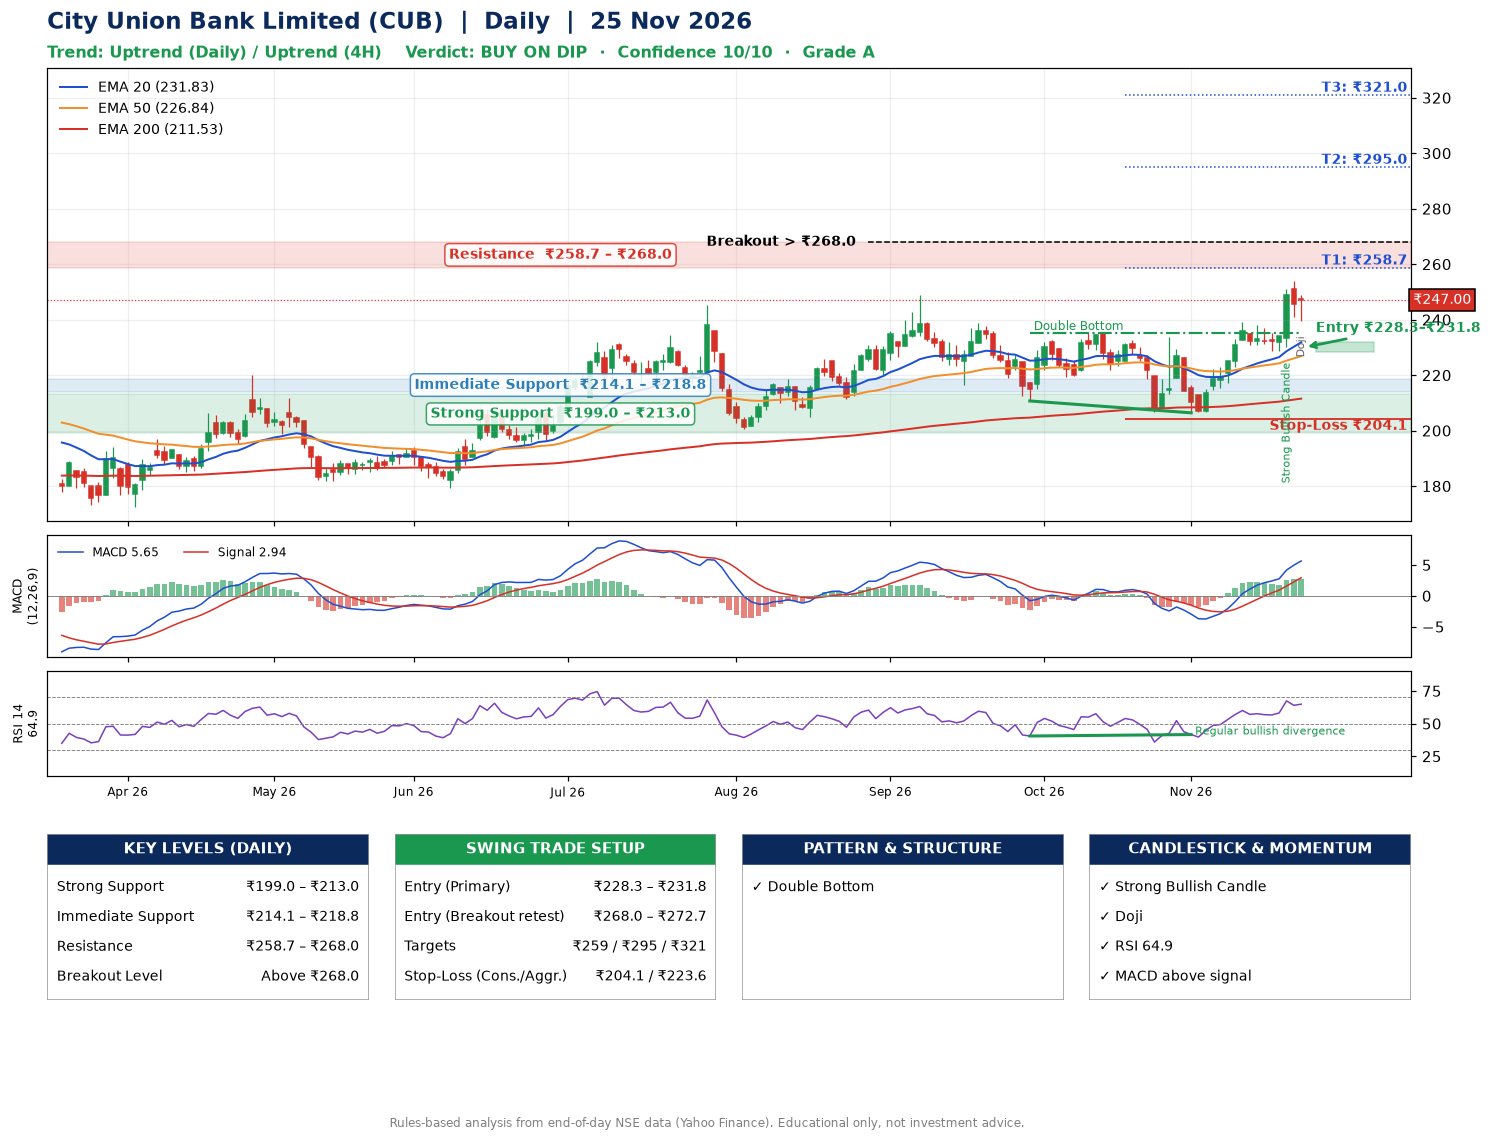 City Union Bank Limited (CUB)  |  Daily  |  25 Nov 2026
Trend: Uptrend (Daily) / Uptrend (4H)    Verdict: BUY ON DIP  ·  Confidence 10/10  ·  Grade A
EMA 20 (231.83)
EMA 50 (226.84)
EMA 200 (211.53)
T3: ₹321.0
T2: ₹295.0
Breakout > ₹268.0
Resistance  ₹258.7 – ₹268.0
T1: ₹258.7
₹247.00
Double Bottom
Entry ₹228.3–₹231.8
Doji
Strong Bullish Candle
Immediate Support  ₹214.1 – ₹218.8
Strong Support  ₹199.0 – ₹213.0
Stop-Loss ₹204.1
320
300
280
260
240
220
200
180
MACD 5.65
Signal 2.94
MACD
(12,26,9)
5
0
−5
RSI 14
64.9
Regular bullish divergence
75
50
25
Apr 26
May 26
Jun 26
Jul 26
Aug 26
Sep 26
Oct 26
Nov 26
KEY LEVELS (DAILY)
Strong Support ₹199.0 – ₹213.0
Immediate Support ₹214.1 – ₹218.8
Resistance ₹258.7 – ₹268.0
Breakout Level Above ₹268.0
SWING TRADE SETUP
Entry (Primary) ₹228.3 – ₹231.8
Entry (Breakout retest) ₹268.0 – ₹272.7
Targets ₹259 / ₹295 / ₹321
Stop-Loss (Cons./Aggr.) ₹204.1 / ₹223.6
PATTERN & STRUCTURE
✓ Double Bottom
CANDLESTICK & MOMENTUM
✓ Strong Bullish Candle
✓ Doji
✓ RSI 64.9
✓ MACD above signal
Rules-based analysis from end-of-day NSE data (Yahoo Finance). Educational only, not investment advice.